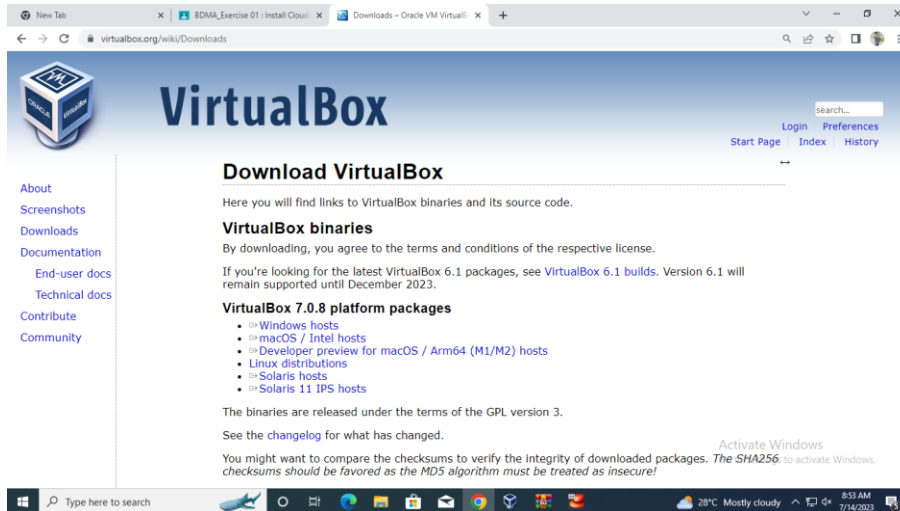 New Tab
BDMA_Exercise 01 : Install Cloud
Downloads – Oracle VM VirtualB
virtualbox.org/wiki/Downloads
ORACLE
VirtualBox
VirtualBox
search...
Login Preferences
Start Page Index History
About
Screenshots
Downloads
Documentation
End-user docs
Technical docs
Contribute
Community
Download VirtualBox
Here you will find links to VirtualBox binaries and its source code.
VirtualBox binaries
By downloading, you agree to the terms and conditions of the respective license.
If you're looking for the latest VirtualBox 6.1 packages, see VirtualBox 6.1 builds. Version 6.1 will
remain supported until December 2023.
VirtualBox 7.0.8 platform packages
Windows hosts
macOS / Intel hosts
Developer preview for macOS / Arm64 (M1/M2) hosts
Linux distributions
Solaris hosts
Solaris 11 IPS hosts
The binaries are released under the terms of the GPL version 3.
See the changelog for what has changed.
Activate Windows
You might want to compare the checksums to verify the integrity of downloaded packages. The SHA256
to activate Windows.
checksums should be favored as the MD5 algorithm must be treated as insecure!
Type here to search
28°C Mostly cloudy
8:53 AM
7/14/2023